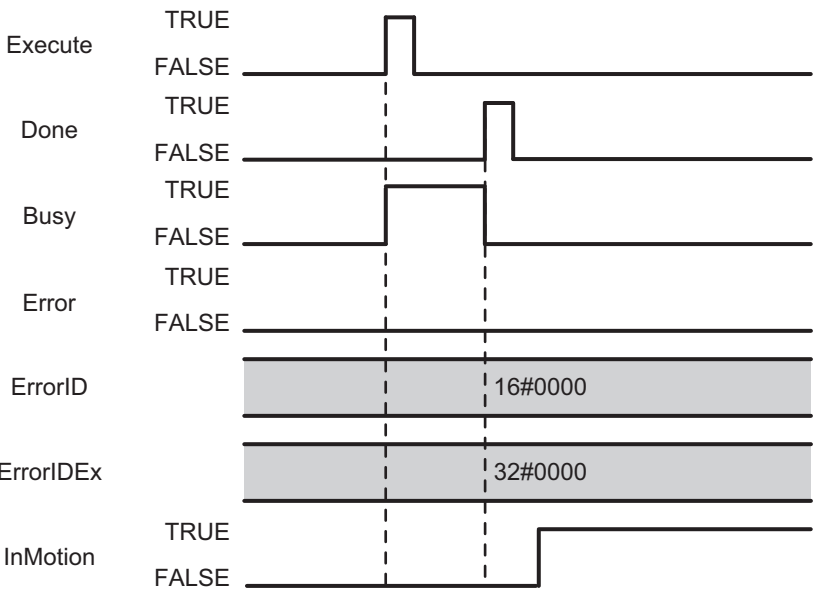 Execute
TRUE
FALSE
Done
TRUE
FALSE
Busy
TRUE
FALSE
Error
TRUE
FALSE
ErrorID
16#0000
ErrorIDEx
32#0000
InMotion
TRUE
FALSE